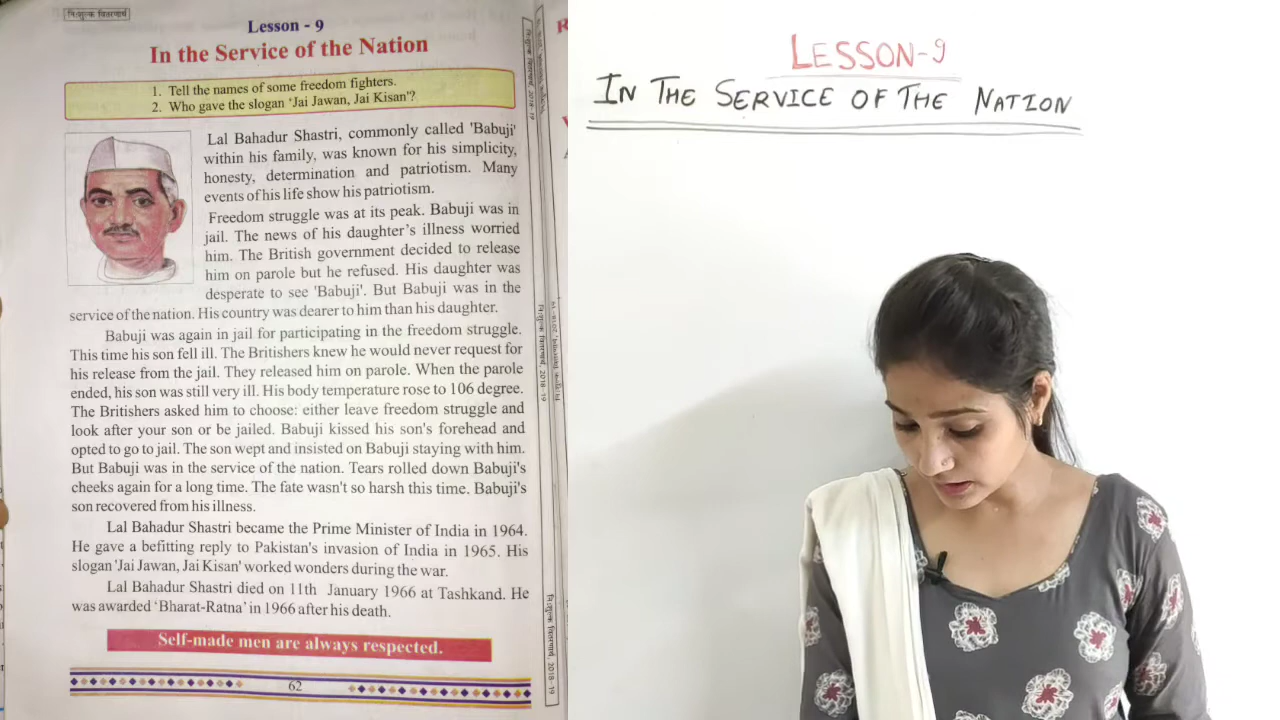 नि:शुल्क वितरणार्थ
Lesson - 9
In the Service of the Nation
1. Tell the names of some freedom fighters.
2. Who gave the slogan 'Jai Jawan, Jai Kisan'?
Lal Bahadur Shastri, commonly called 'Babuji'
within his family, was known for his simplicity,
honesty, determination and patriotism. Many
events of his life show his patriotism.
Freedom struggle was at its peak. Babuji was in
jail. The news of his daughter's illness worried
him. The British government decided to release
him on parole but he refused. His daughter was
desperate to see 'Babuji'. But Babuji was in the
service of the nation. His country was dearer to him than his daughter.
Babuji was again in jail for participating in the freedom struggle.
This time his son fell ill. The Britishers knew he would never request for
his release from the jail. They released him on parole. When the parole
ended, his son was still very ill. His body temperature rose to 106 degree.
The Britishers asked him to choose: either leave freedom struggle and
look after your son or be jailed. Babuji kissed his son's forehead and
opted to go to jail. The son wept and insisted on Babuji staying with him.
But Babuji was in the service of the nation. Tears rolled down Babuji's
cheeks again for a long time. The fate wasn't so harsh this time. Babuji's
son recovered from his illness.
Lal Bahadur Shastri became the Prime Minister of India in 1964.
He gave a befitting reply to Pakistan's invasion of India in 1965. His
slogan 'Jai Jawan, Jai Kisan' worked wonders during the war.
Lal Bahadur Shastri died on 11th January 1966 at Tashkand. He
was awarded 'Bharat-Ratna' in 1966 after his death.
Self-made men are always respected.
62
नि:शुल्क वितरणार्थ, 2018-19
नि:शुल्क वितरणार्थ, 2018-19
नि:शुल्क वितरणार्थ, 2018-19
LESSON-9
IN THE SERVICE OF THE NATION